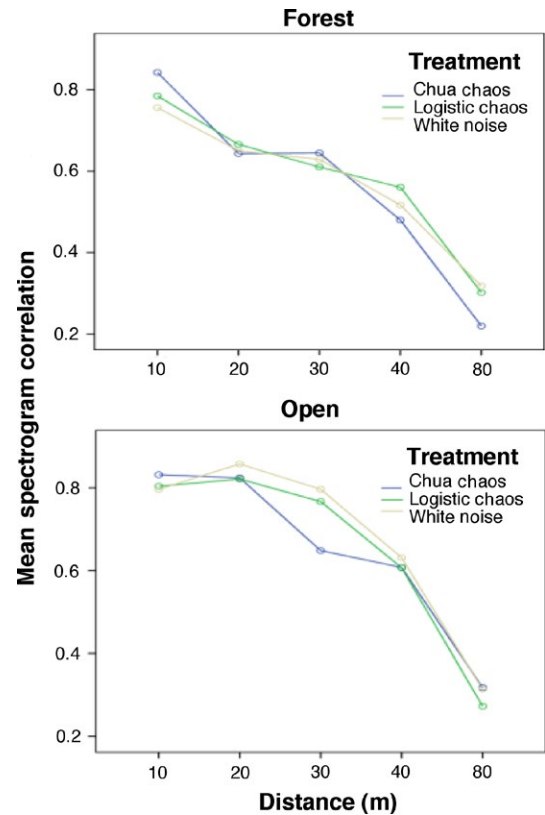 Forest
Treatment
Chua chaos
Logistic chaos
White noise
0.8
0.6
0.4
0.2
10 20 30 40 80
Mean spectrogram correlation
Open
Treatment
Chua chaos
Logistic chaos
White noise
0.8
0.6
0.4
0.2
10 20 30 40 80
Distance (m)